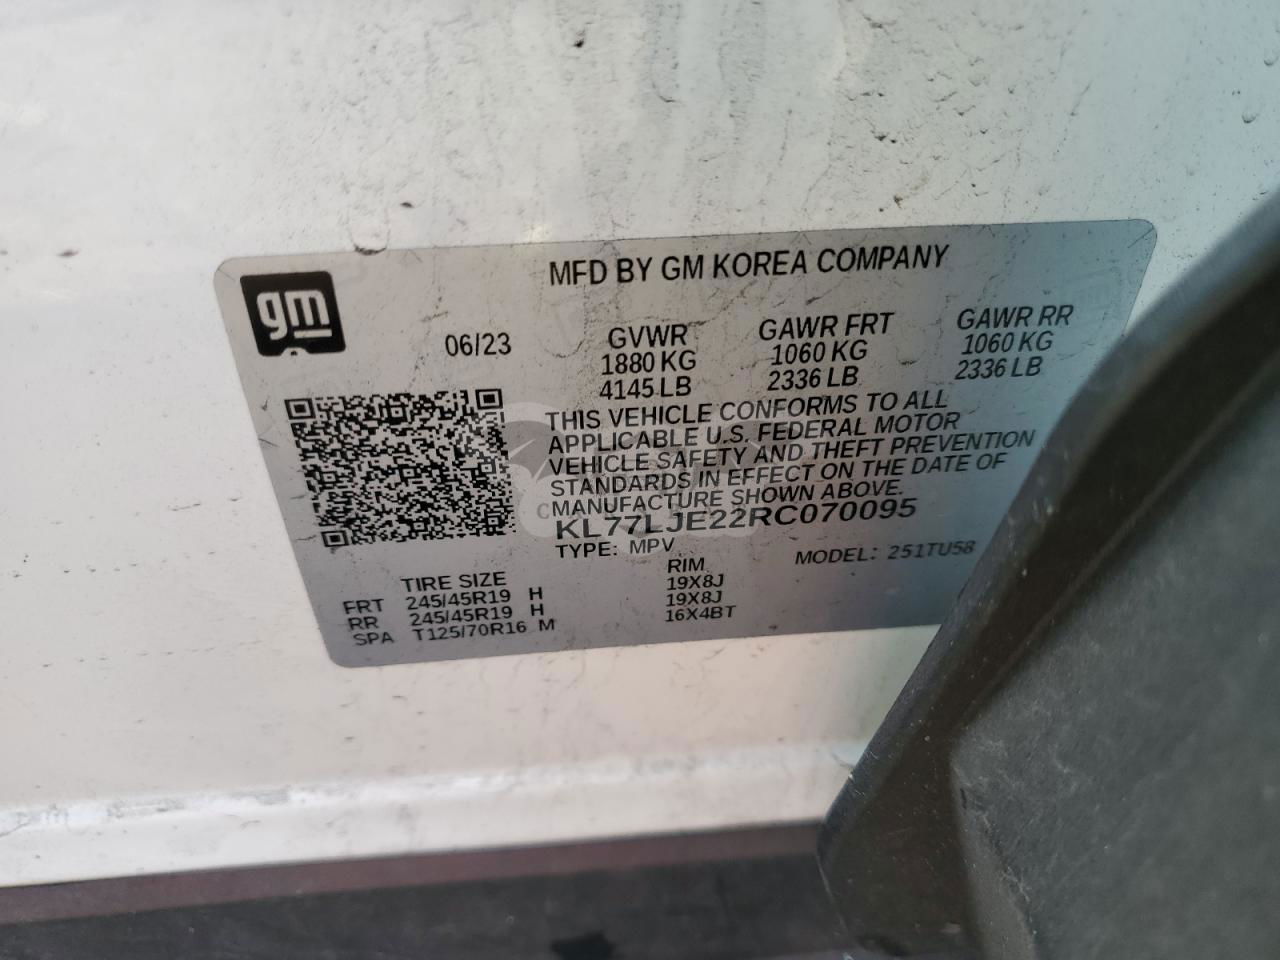 gm
MFD BY GM KOREA COMPANY
06/23 GVWR GAWR FRT GAWR RR
1880 KG 1060 KG 1060 KG
4145 LB 2336 LB 2336 LB
THIS VEHICLE CONFORMS TO ALL
APPLICABLE U.S. FEDERAL MOTOR
VEHICLE SAFETY AND THEFT PREVENTION
STANDARDS IN EFFECT ON THE DATE OF
MANUFACTURE SHOWN ABOVE.
KL77LJE22RC070095
TYPE: MPV MODEL: 251TU58
TIRE SIZE RIM
FRT 245/45R19 H 19X8J
RR 245/45R19 H 19X8J
SPA T125/70R16 M 16X4BT